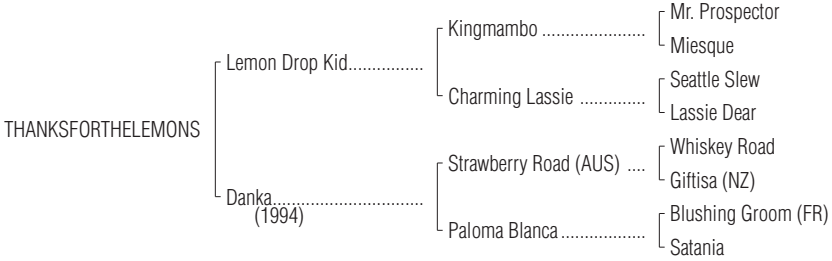 Mr. Prospector
Kingmambo ......................
Miesque
Lemon Drop Kid................
Seattle Slew
Charming Lassie ..............
Lassie Dear
THANKSFORTHELEMONS
Whiskey Road
Strawberry Road (AUS) ....
Giftisa (NZ)
Danka................................
(1994)
Blushing Groom (FR)
Paloma Blanca ..................
Satania